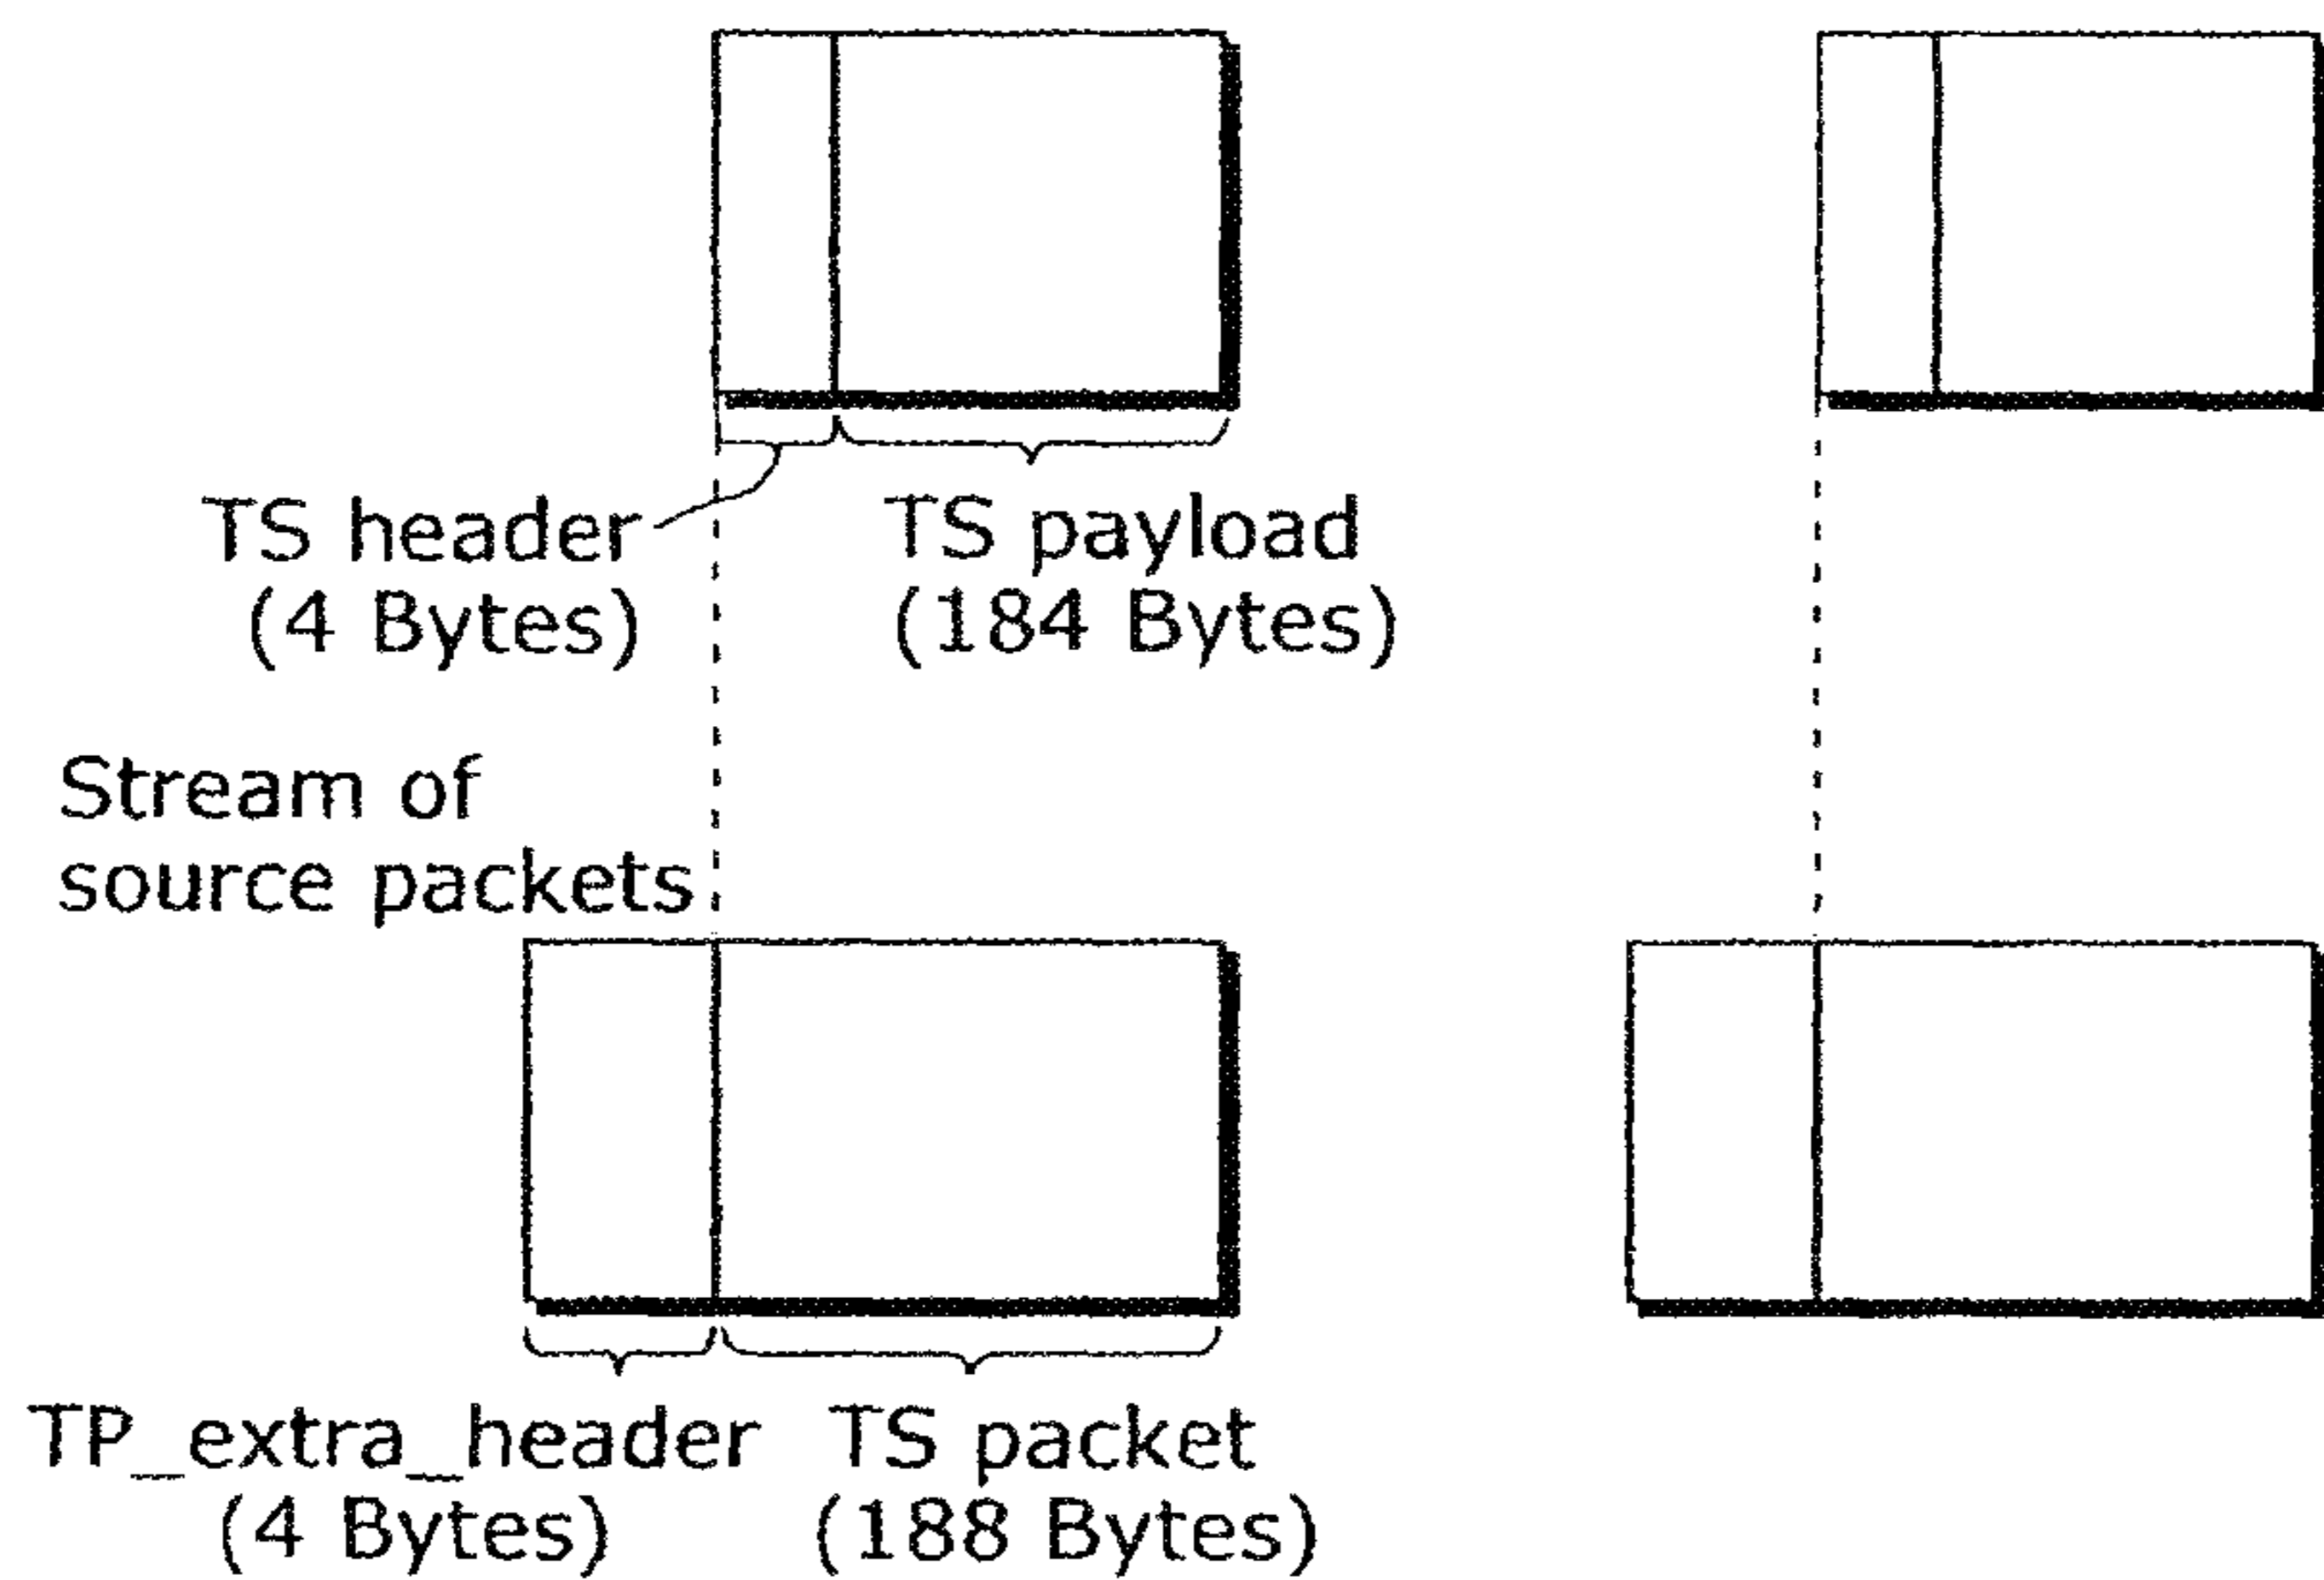 TS header
(4 Bytes)
TS payload
(184 Bytes)
Stream of
source packets
TP_extra_header
(4 Bytes)
TS packet
(188 Bytes)